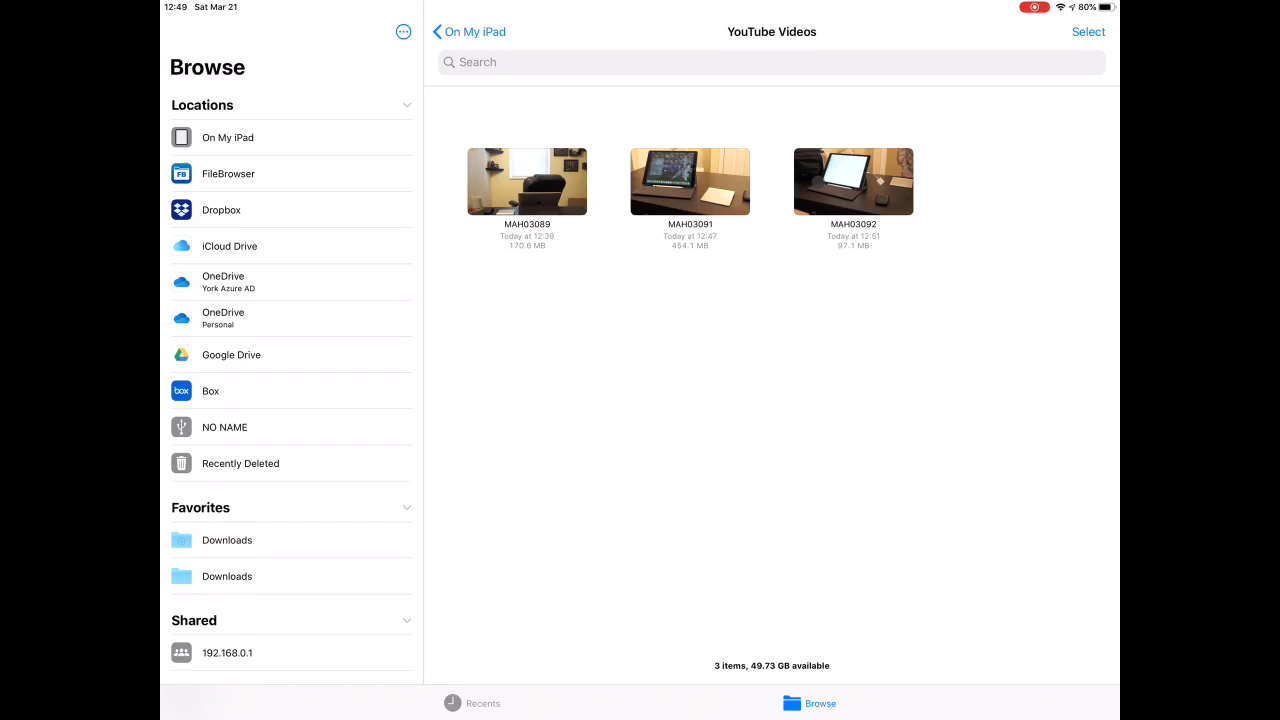 12:49 Sat Mar 21
80%
Browse
Locations
On My iPad
FB
FileBrowser
Dropbox
iCloud Drive
OneDrive
York Azure AD
OneDrive
Personal
Google Drive
box
Box
NO NAME
Recently Deleted
Favorites
Downloads
Downloads
Shared
192.168.0.1
On My iPad
YouTube Videos
Select
Search
MAH03089
Today at 12:39
170.6 MB
MAH03091
Today at 12:47
454.1 MB
MAH03092
Today at 12:51
97.1 MB
3 items, 49.73 GB available
Recents
Browse